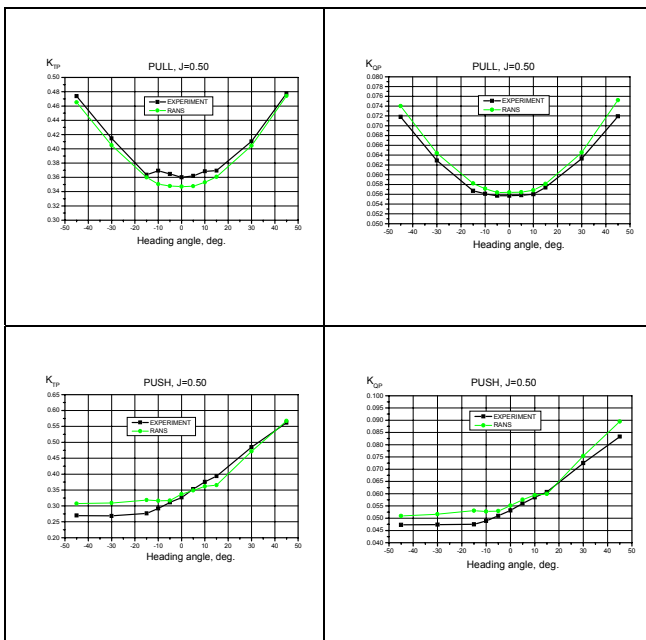 K_TP
PULL, J=0.50
0.50
0.48
0.46
0.44
0.42
0.40
0.38
0.36
0.34
0.32
0.30
EXPERIMENT
RANS
-50 -40 -30 -20 -10 0 10 20 30 40 50
Heading angle, deg.
K_QP
PULL, J=0.50
0.080
0.078
0.076
0.074
0.072
0.070
0.068
0.066
0.064
0.062
0.060
0.058
0.056
0.054
0.052
0.050
EXPERIMENT
RANS
-50 -40 -30 -20 -10 0 10 20 30 40 50
Heading angle, deg.
K_TP
PUSH, J=0.50
0.65
0.60
0.55
0.50
0.45
0.40
0.35
0.30
0.25
0.20
EXPERIMENT
RANS
-50 -40 -30 -20 -10 0 10 20 30 40 50
Heading angle, deg.
K_QP
PUSH, J=0.50
0.100
0.095
0.090
0.085
0.080
0.075
0.070
0.065
0.060
0.055
0.050
0.045
0.040
EXPERIMENT
RANS
-50 -40 -30 -20 -10 0 10 20 30 40 50
Heading angle, deg.